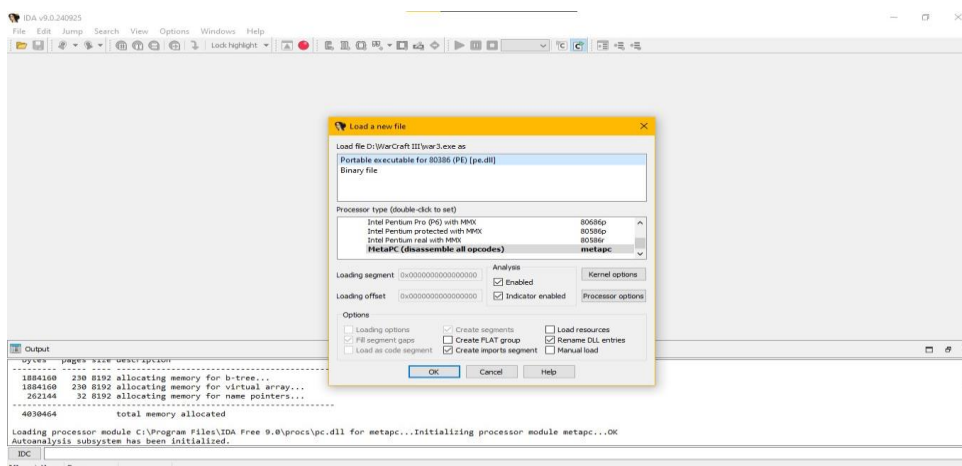 IDA v9.0.240925
File Edit Jump Search View Options Windows Help
Lock highlight
Load a new file
Load file D:\WarCraft III\war3.exe as
Portable executable for 80386 (PE) [pe.dll]
Binary file
Processor type (double-click to set)
Intel Pentium Pro (P6) with MMX 80686p
Intel Pentium protected with MMX 80586p
Intel Pentium real with MMX 80586r
MetaPC (disassemble all opcodes) metapc
Analysis
Loading segment 0x0000000000000000 Enabled Kernel options
Loading offset 0x0000000000000000 Indicator enabled Processor options
Options
Loading options Create segments Load resources
Fill segment gaps Create FLAT group Rename DLL entries
Load as code segment Create imports segment Manual load
OK Cancel Help
Output
bytes pages size description
1884160 230 8192 allocating memory for b-tree...
1884160 230 8192 allocating memory for virtual array...
262144 32 8192 allocating memory for name pointers...
-----------------------------------------------------------------
4030464 total memory allocated
Loading processor module C:\Program Files\IDA Free 9.0\procs\pc.dll for metapc...Initializing processor module metapc...OK
Autoanalysis subsystem has been initialized.
IDC